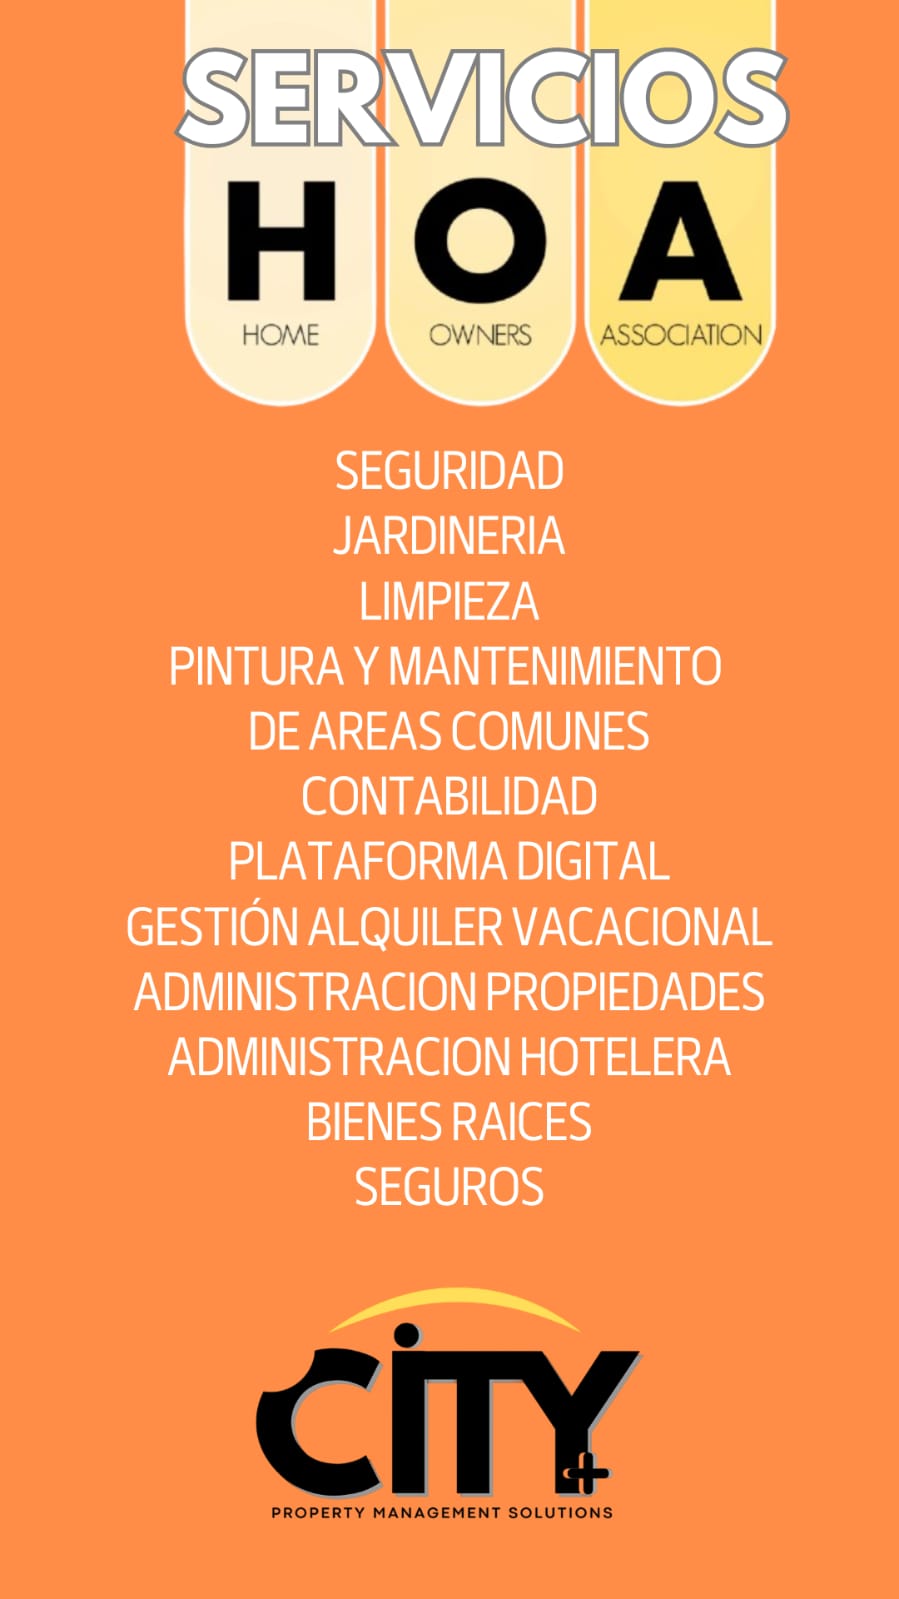 SERVICIOS
H O A
HOME OWNERS ASSOCIATION
SEGURIDAD
JARDINERIA
LIMPIEZA
PINTURA Y MANTENIMIENTO
DE AREAS COMUNES
CONTABILIDAD
PLATAFORMA DIGITAL
GESTIÓN ALQUILER VACACIONAL
ADMINISTRACION PROPIEDADES
ADMINISTRACION HOTELERA
BIENES RAICES
SEGUROS
CiTY+
PROPERTY MANAGEMENT SOLUTIONS